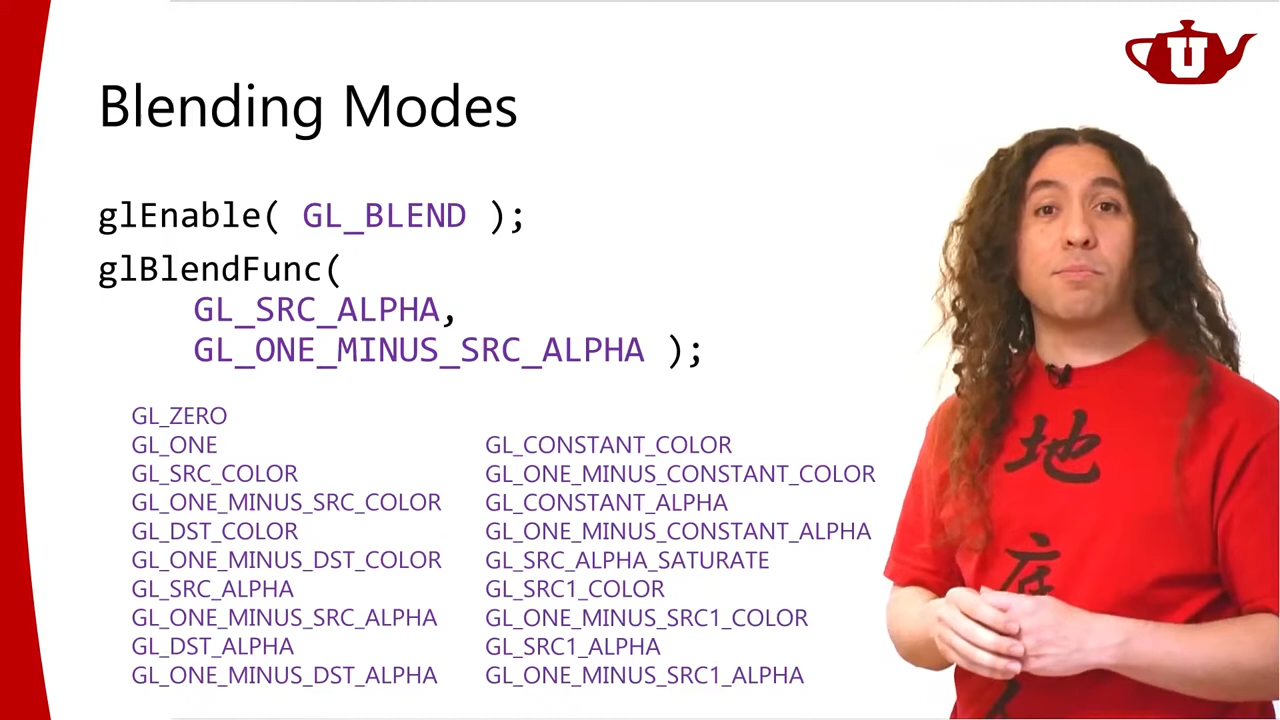 U
Blending Modes
glEnable( GL_BLEND );
glBlendFunc(
GL_SRC_ALPHA,
GL_ONE_MINUS_SRC_ALPHA );
GL_ZERO
GL_ONE
GL_SRC_COLOR
GL_ONE_MINUS_SRC_COLOR
GL_DST_COLOR
GL_ONE_MINUS_DST_COLOR
GL_SRC_ALPHA
GL_ONE_MINUS_SRC_ALPHA
GL_DST_ALPHA
GL_ONE_MINUS_DST_ALPHA
GL_CONSTANT_COLOR
GL_ONE_MINUS_CONSTANT_COLOR
GL_CONSTANT_ALPHA
GL_ONE_MINUS_CONSTANT_ALPHA
GL_SRC_ALPHA_SATURATE
GL_SRC1_COLOR
GL_ONE_MINUS_SRC1_COLOR
GL_SRC1_ALPHA
GL_ONE_MINUS_SRC1_ALPHA
地
底